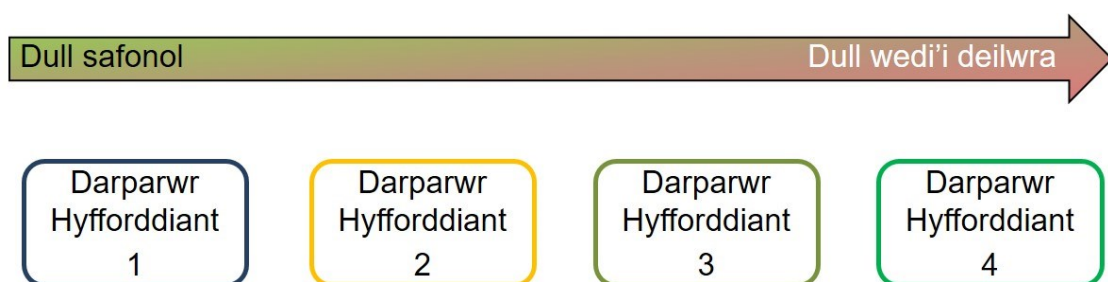 Dull safonol
Dull wedi'i deilwra
Darparwr
Hyfforddiant
1
Darparwr
Hyfforddiant
2
Darparwr
Hyfforddiant
3
Darparwr
Hyfforddiant
4